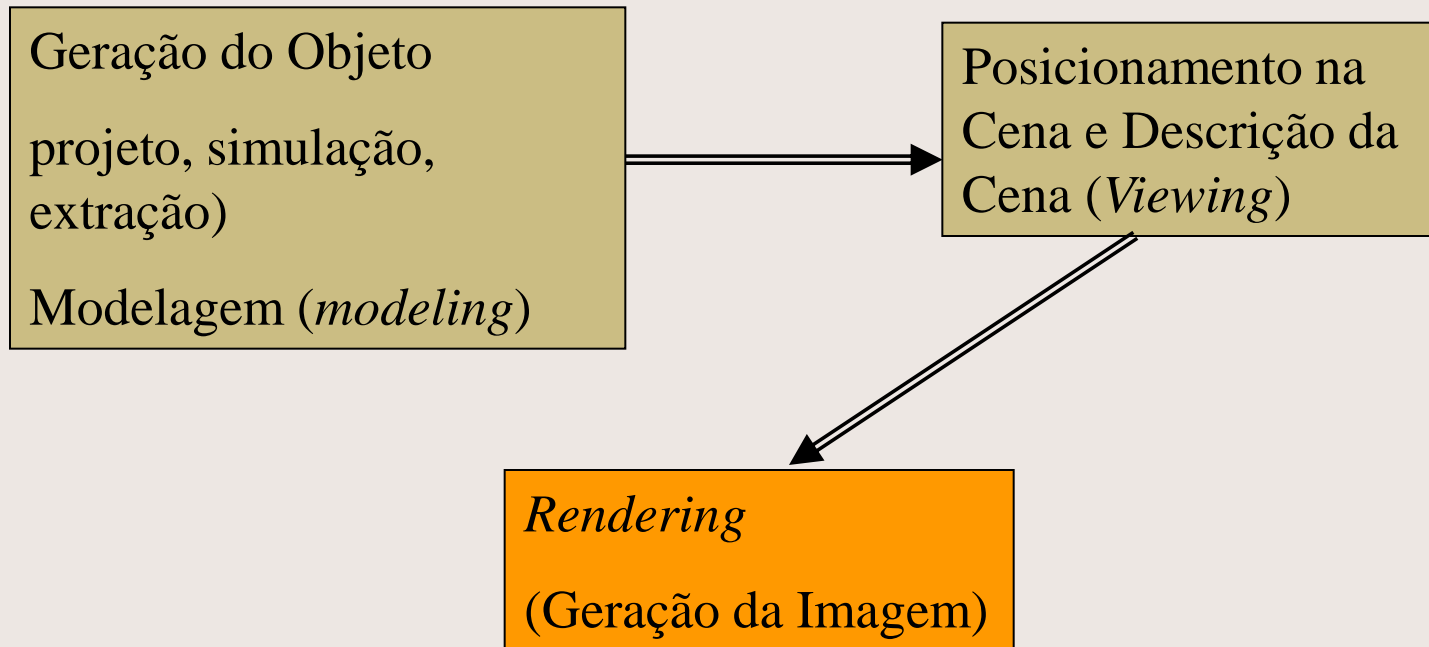 Geração do Objeto
projeto, simulação,
extração)
Modelagem (modeling)
Posicionamento na
Cena e Descrição da
Cena (Viewing)
Rendering
(Geração da Imagem)